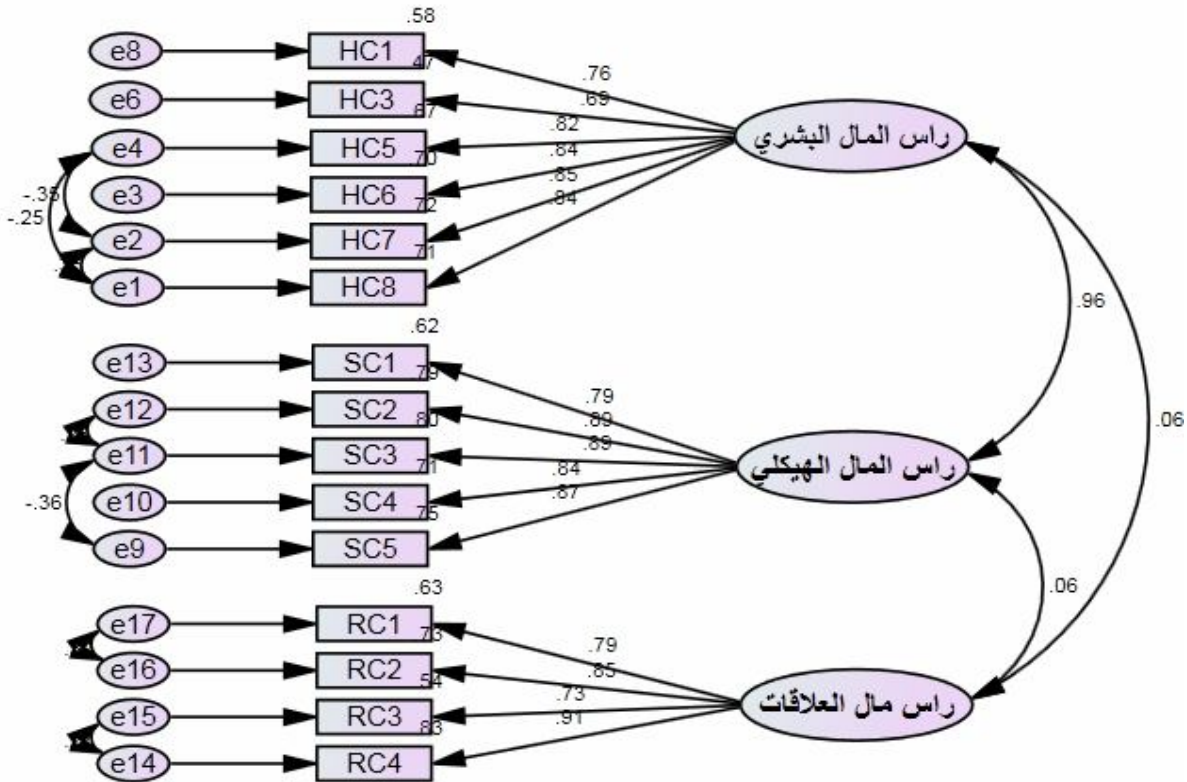 .58
e8 HC1 .47 .76
e6 HC3 .67 .69
e4 HC5 .70 .82
راس المال البشري
e3 HC6 .72 .84
-.35
-.25
e2 HC7 .71 .85
e1 HC8 .84
.96
.06
.62
e13 SC1 .79 .79
e12 SC2 .80 .89
e11 SC3 .71 .89
راس المال الهيكلي
e10 SC4 .75 .84
-.36
e9 SC5 .87
.06
.63
e17 RC1 .73 .79
e16 RC2 .54 .85
راس مال العلاقات
e15 RC3 .83 .73
e14 RC4 .91